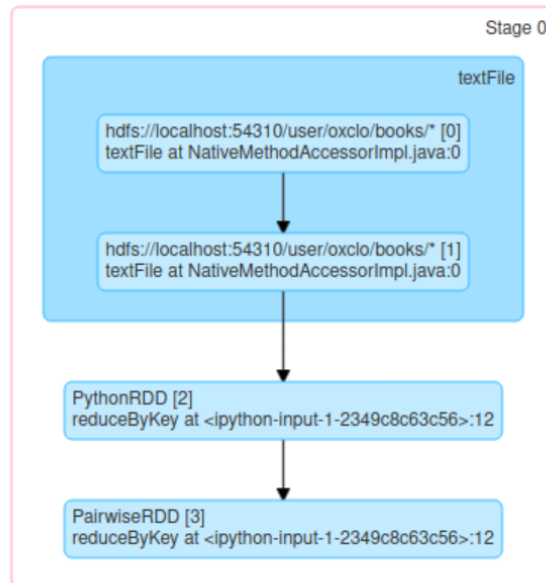 Stage 0
textFile
hdfs://localhost:54310/user/oxclo/books/* [0]
textFile at NativeMethodAccessorImpl.java:0
hdfs://localhost:54310/user/oxclo/books/* [1]
textFile at NativeMethodAccessorImpl.java:0
PythonRDD [2]
reduceByKey at <ipython-input-1-2349c8c63c56>:12
PairwiseRDD [3]
reduceByKey at <ipython-input-1-2349c8c63c56>:12